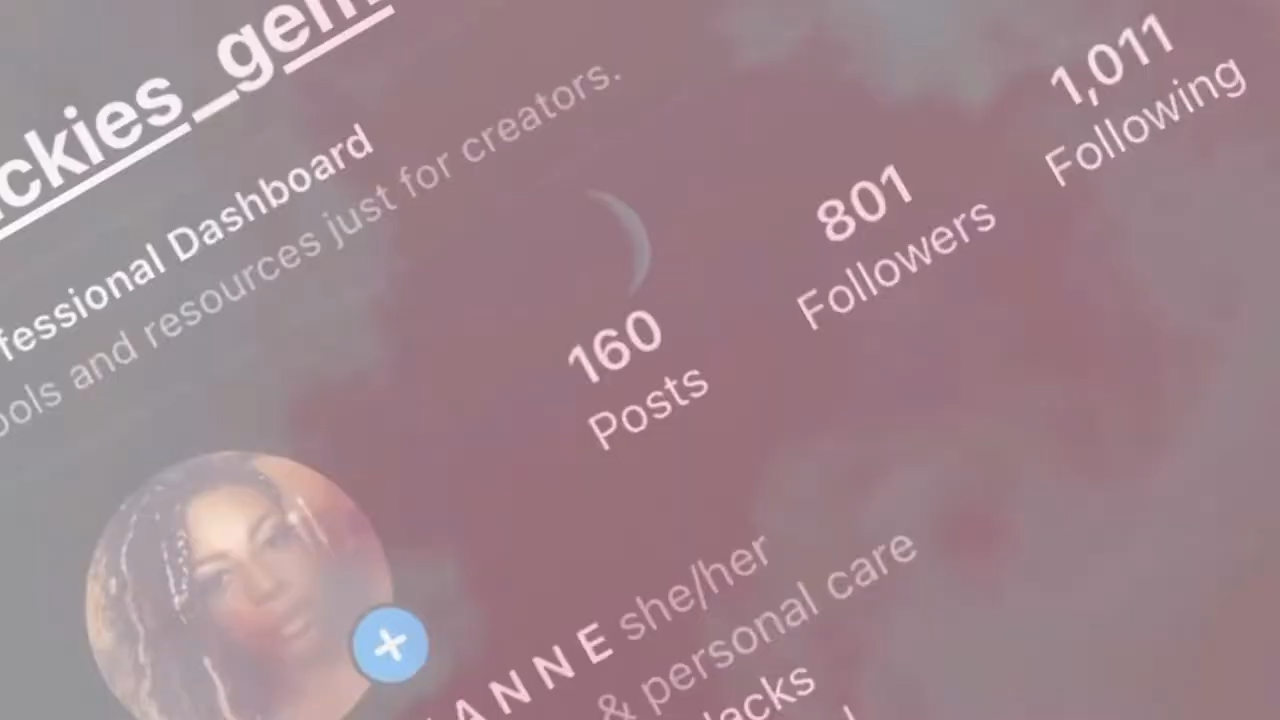 ckies_gem
fessional Dashboard
ools and resources just for creators.
160
Posts
801
Followers
1,011
Following
ANNE she/her
& personal care
lacks